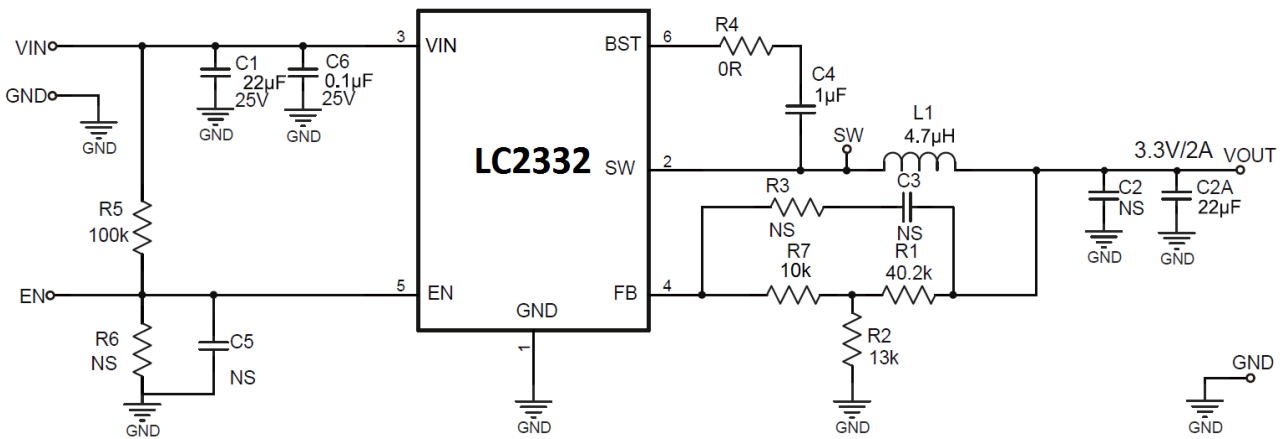 VIN
GND
GND
C1
22μF
25V
GND
C6
0.1μF
25V
GND
R5
100k
EN
R6
NS
C5
NS
GND
3
VIN
5
EN
LC2332
BST
6
SW
2
FB
4
GND
1
GND
R4
0R
C4
1μF
SW
L1
4.7μH
R3
NS
C3
NS
R7
10k
R1
40.2k
R2
13k
GND
3.3V/2A
VOUT
C2
NS
GND
C2A
22μF
GND
GND
GND